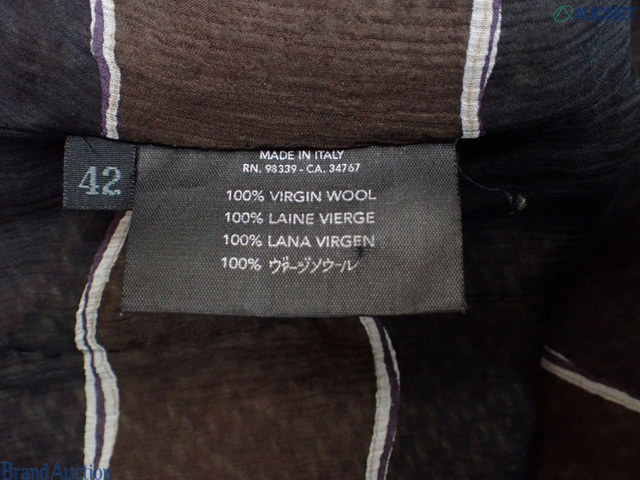 AUCNET
42
MADE IN ITALY
RN. 98339 - CA. 34767
100% VIRGIN WOOL
100% LAINE VIERGE
100% LANA VIRGEN
100% ヴァージンウール
Brand Auction